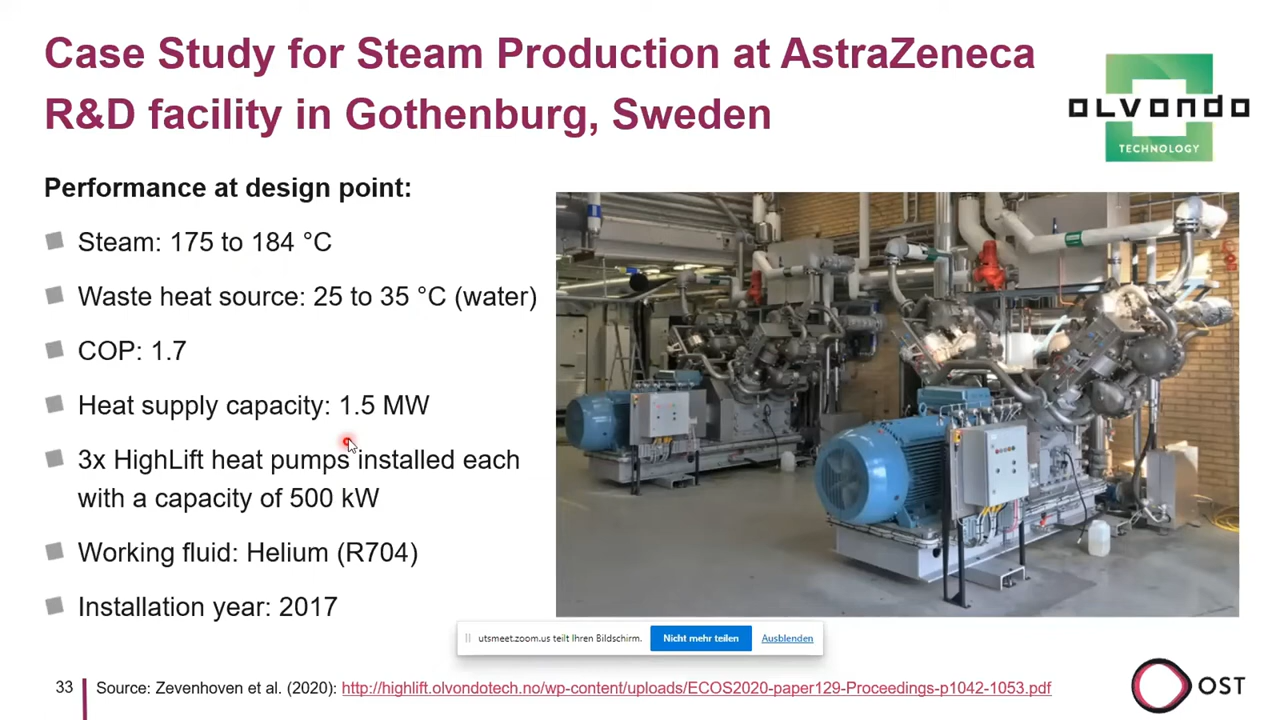 Case Study for Steam Production at AstraZeneca
R&D facility in Gothenburg, Sweden
OLVONDO
TECHNOLOGY
Performance at design point:
Steam: 175 to 184 °C
Waste heat source: 25 to 35 °C (water)
COP: 1.7
Heat supply capacity: 1.5 MW
3x HighLift heat pumps installed each
with a capacity of 500 kW
Working fluid: Helium (R704)
Installation year: 2017
utsmeet.zoom.us teilt Ihren Bildschirm.
Nicht mehr teilen
Ausblenden
33
Source: Zevenhoven et al. (2020): http://highlift.olvondotech.no/wp-content/uploads/ECOS2020-paper129-Proceedings-p1042-1053.pdf
OST